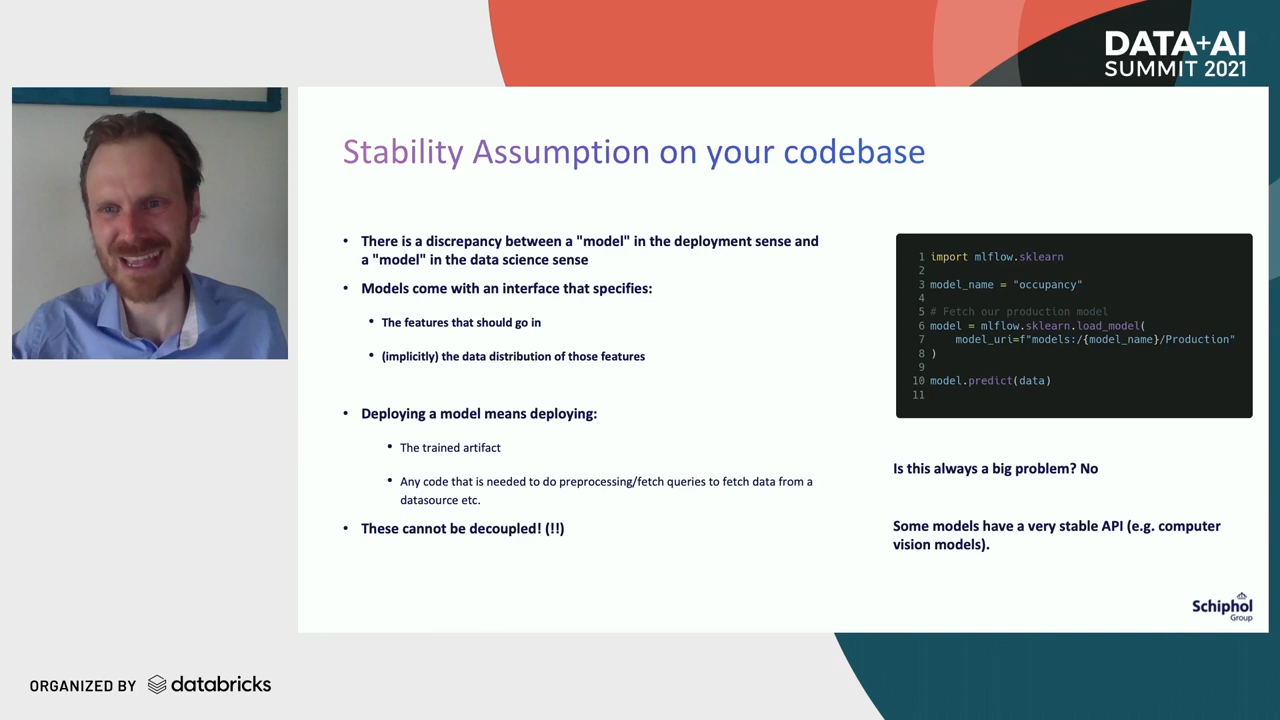 DATA+AI
SUMMIT 2021
Stability Assumption on your codebase
• There is a discrepancy between a "model" in the deployment sense and
a "model" in the data science sense
• Models come with an interface that specifies:
• The features that should go in
• (implicitly) the data distribution of those features
• Deploying a model means deploying:
• The trained artifact
• Any code that is needed to do preprocessing/fetch queries to fetch data from a
datasource etc.
• These cannot be decoupled! (!!)
1 import mlflow.sklearn
2
3 model_name = "occupancy"
4
5 # Fetch our production model
6 model = mlflow.sklearn.load_model(
7     model_uri=f"models:/{model_name}/Production"
8 )
9
10 model.predict(data)
11
Is this always a big problem? No
Some models have a very stable API (e.g. computer
vision models).
Schiphol
Group
ORGANIZED BY databricks